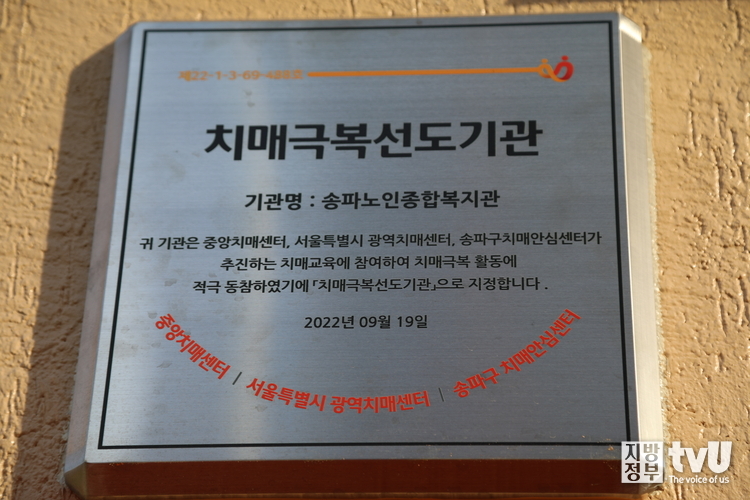 제22-1-3-69-488호
치매극복선도기관
기관명 : 송파노인종합복지관
귀 기관은 중앙치매센터, 서울특별시 광역치매센터, 송파구치매안심센터가
추진하는 치매교육에 참여하여 치매극복 활동에
적극 동참하였기에 「치매극복선도기관」으로 지정합니다.
2022년 09월 19일
중앙치매센터 | 서울특별시 광역치매센터 | 송파구 치매안심센터
지방정부 tvU
The voice of us